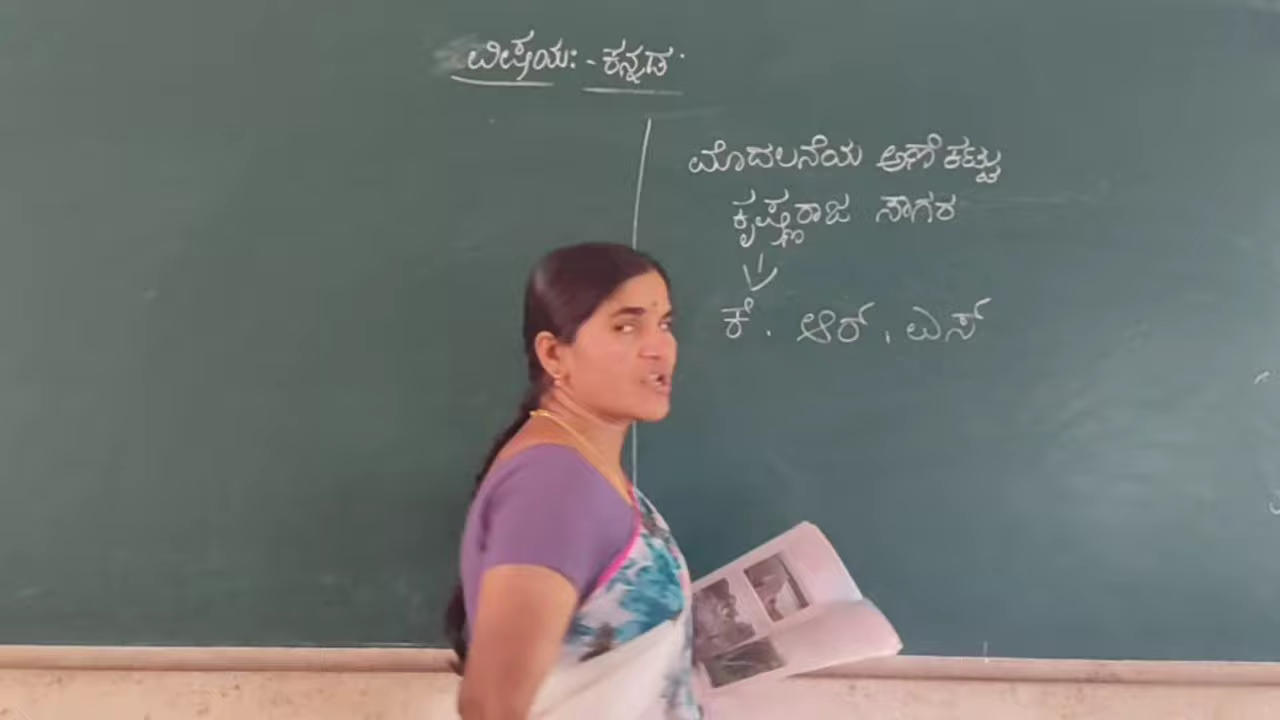 ವಿಷಯ: - ಕನ್ನಡ.
ಮೊದಲನೆಯ ಅಣೆಕಟ್ಟು
ಕೃಷ್ಣರಾಜ ಸಾಗರ
ಕೆ. ಆರ್. ಎಸ್